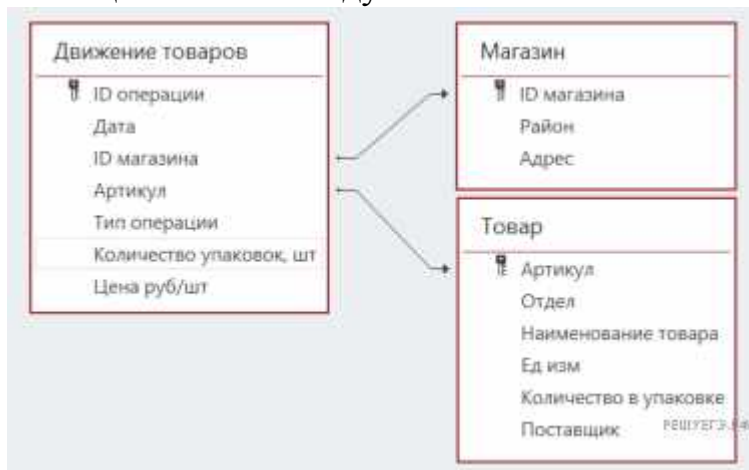 Движение товаров
ID операции
Дата
ID магазина
Артикул
Тип операции
Количество упаковок, шт
Цена руб/шт
Магазин
ID магазина
Район
Адрес
Товар
Артикул
Отдел
Наименование товара
Ед изм
Количество в упаковке
Поставщик